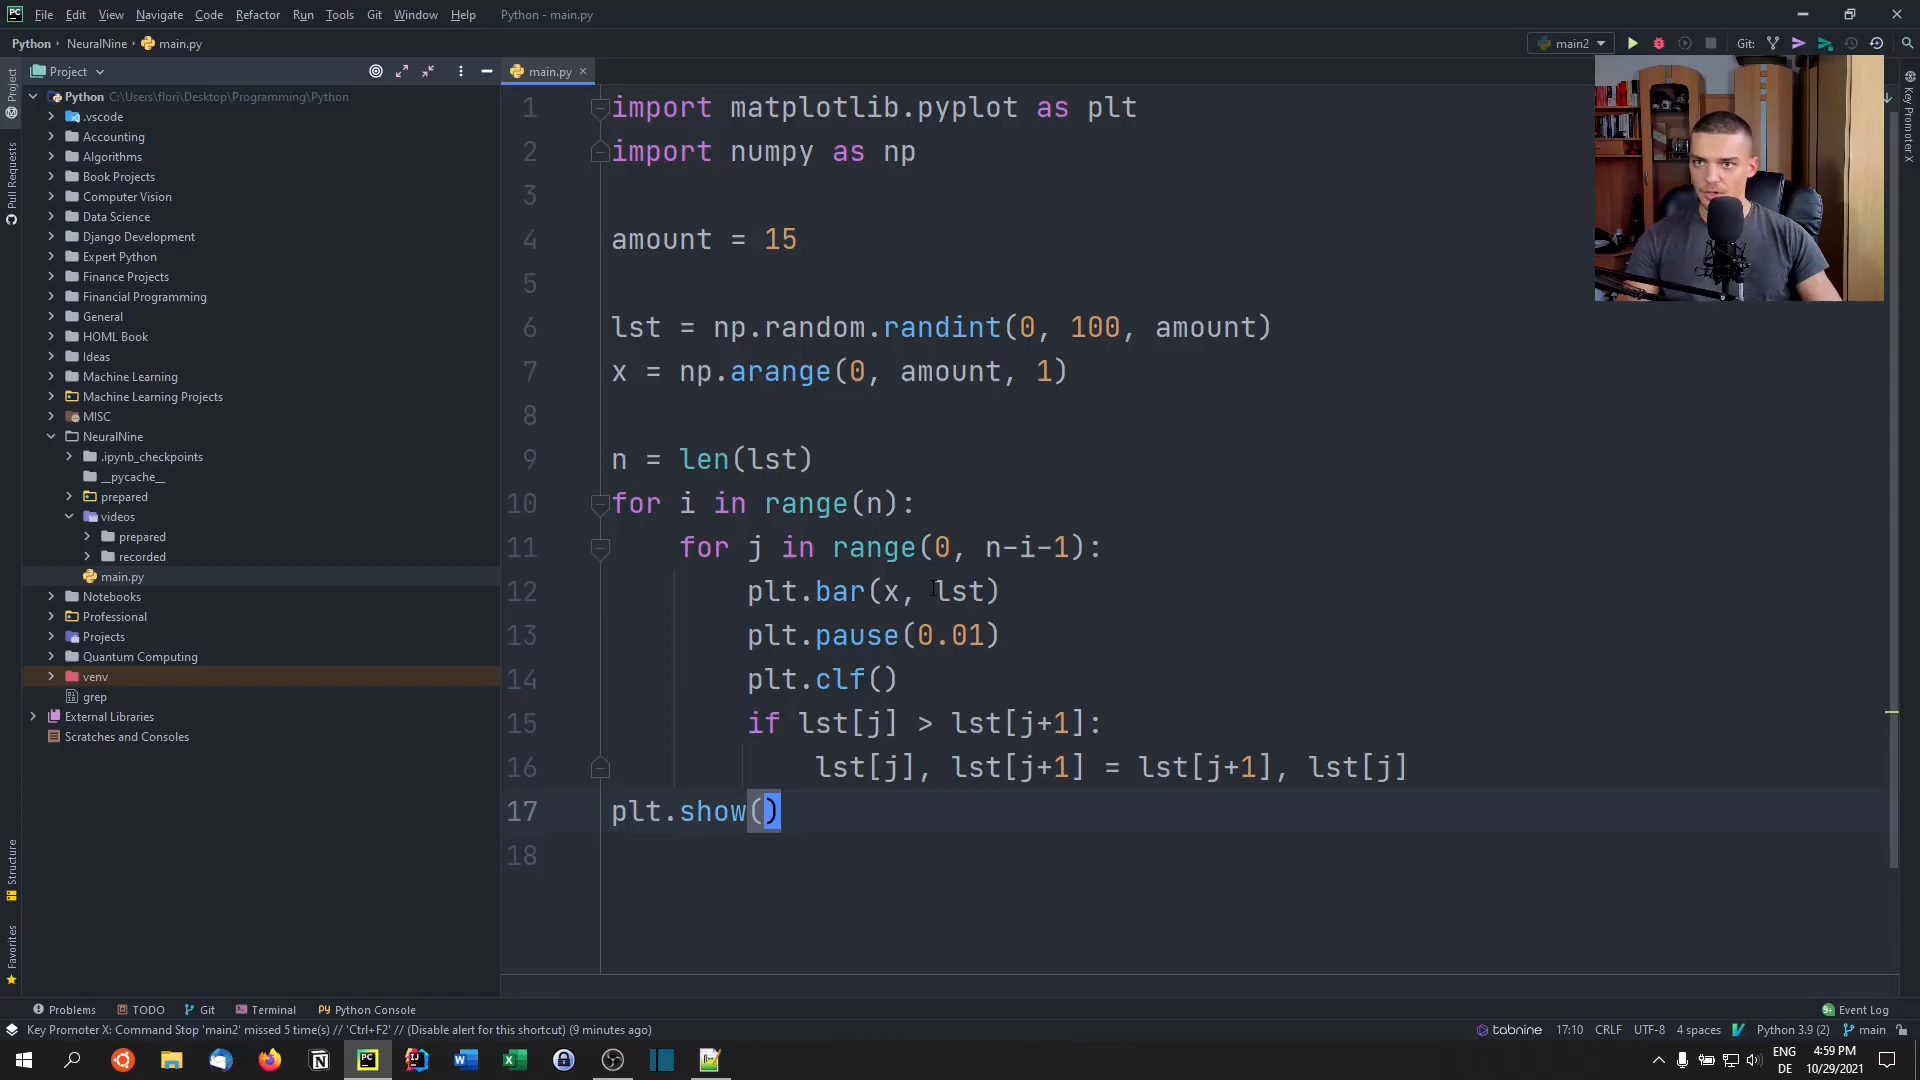 PC File Edit View Navigate Code Refactor Run Tools Git Window Help Python - main.py
Python › NeuralNine › main.py
main2
Git:
Project
main.py
Python C:\Users\flori\Desktop\Programming\Python
.vscode
Accounting
Algorithms
Book Projects
Computer Vision
Data Science
Django Development
Expert Python
Finance Projects
Financial Programming
General
HOML Book
Ideas
Machine Learning
Machine Learning Projects
MISC
NeuralNine
.ipynb_checkpoints
__pycache__
prepared
videos
prepared
recorded
main.py
Notebooks
Professional
Projects
Quantum Computing
venv
grep
External Libraries
Scratches and Consoles
Project
Pull Requests
Structure
Favorites
Key Promoter X
1 import matplotlib.pyplot as plt
2 import numpy as np
3
4 amount = 15
5
6 lst = np.random.randint(0, 100, amount)
7 x = np.arange(0, amount, 1)
8
9 n = len(lst)
10 for i in range(n):
11 for j in range(0, n-i-1):
12 plt.bar(x, lst)
13 plt.pause(0.01)
14 plt.clf()
15 if lst[j] > lst[j+1]:
16 lst[j], lst[j+1] = lst[j+1], lst[j]
17 plt.show()
18
Problems TODO Git Terminal Python Console Event Log
Key Promoter X: Command Stop 'main2' missed 5 time(s) // 'Ctrl+F2' // (Disable alert for this shortcut) (9 minutes ago)
tabnine 17:10 CRLF UTF-8 4 spaces Python 3.9 (2) main
ENG 4:59 PM
DE 10/29/2021